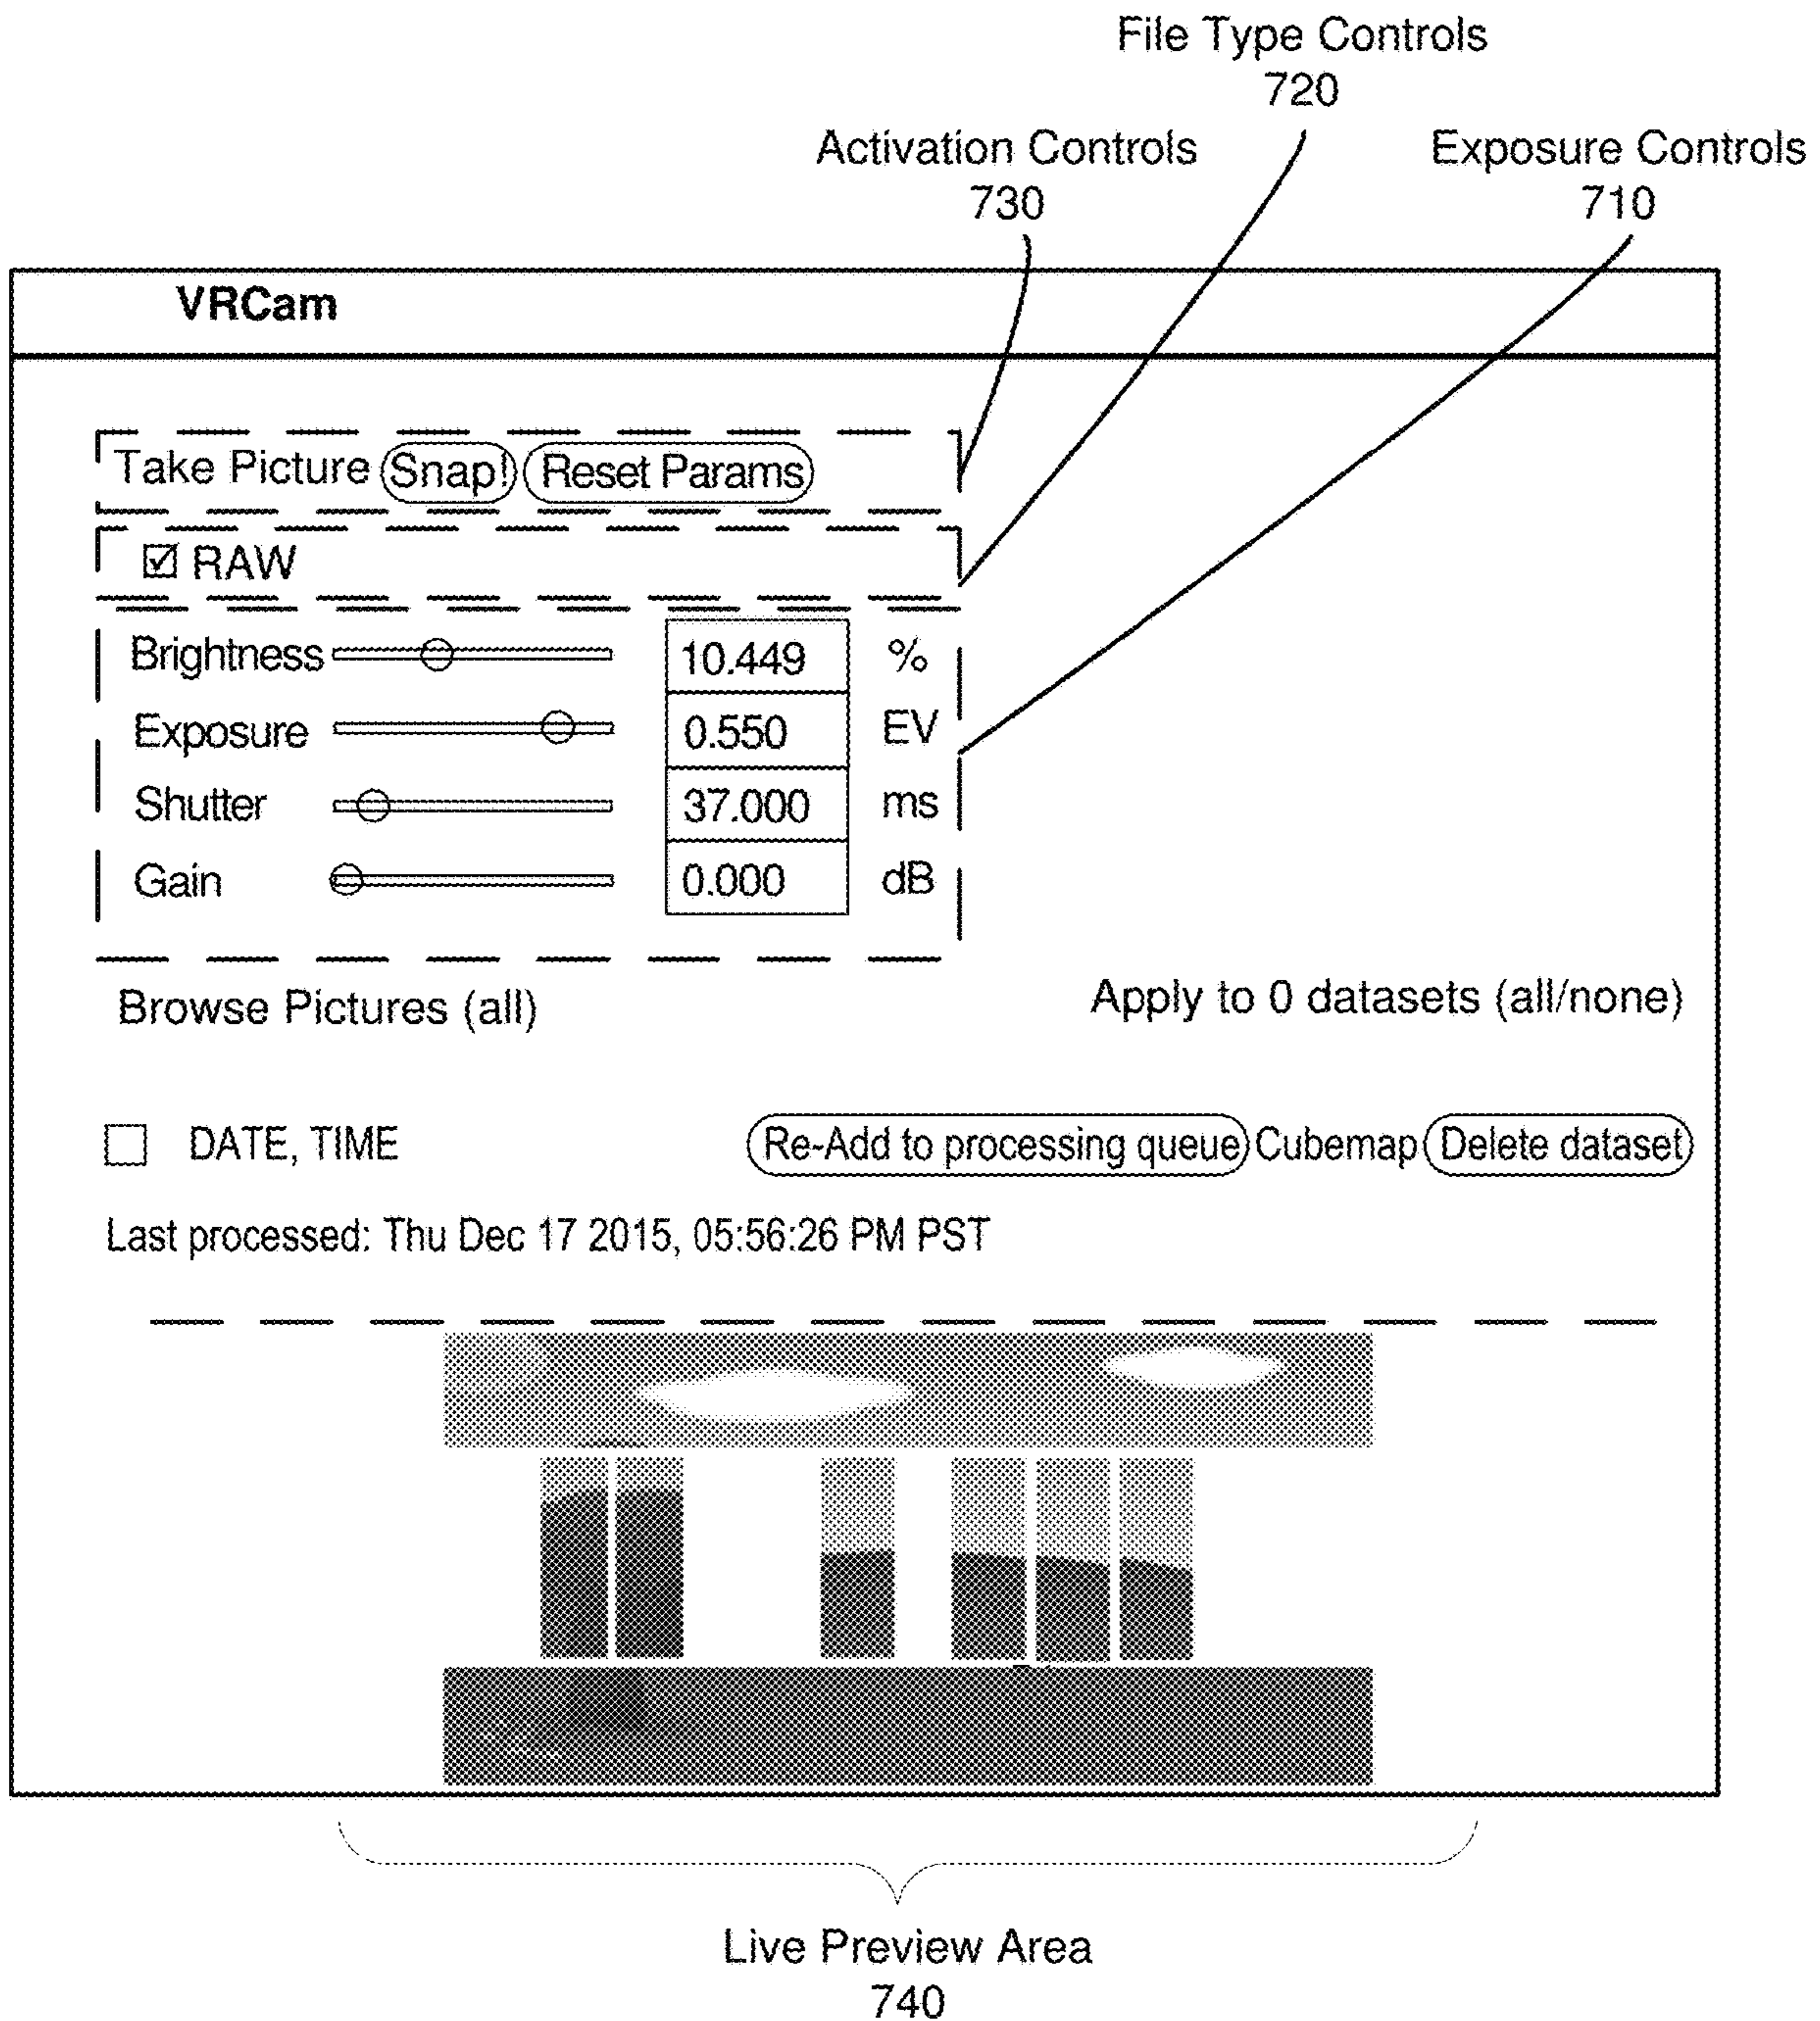 File Type Controls
720
Activation Controls
730
Exposure Controls
710
VRCam
Take Picture Snap! Reset Params
RAW
Brightness 10.449 %
Exposure 0.550 EV
Shutter 37.000 ms
Gain 0.000 dB
Browse Pictures (all) Apply to 0 datasets (all/none)
DATE, TIME Re-Add to processing queue Cubemap Delete dataset
Last processed: Thu Dec 17 2015, 05:56:26 PM PST
Live Preview Area
740